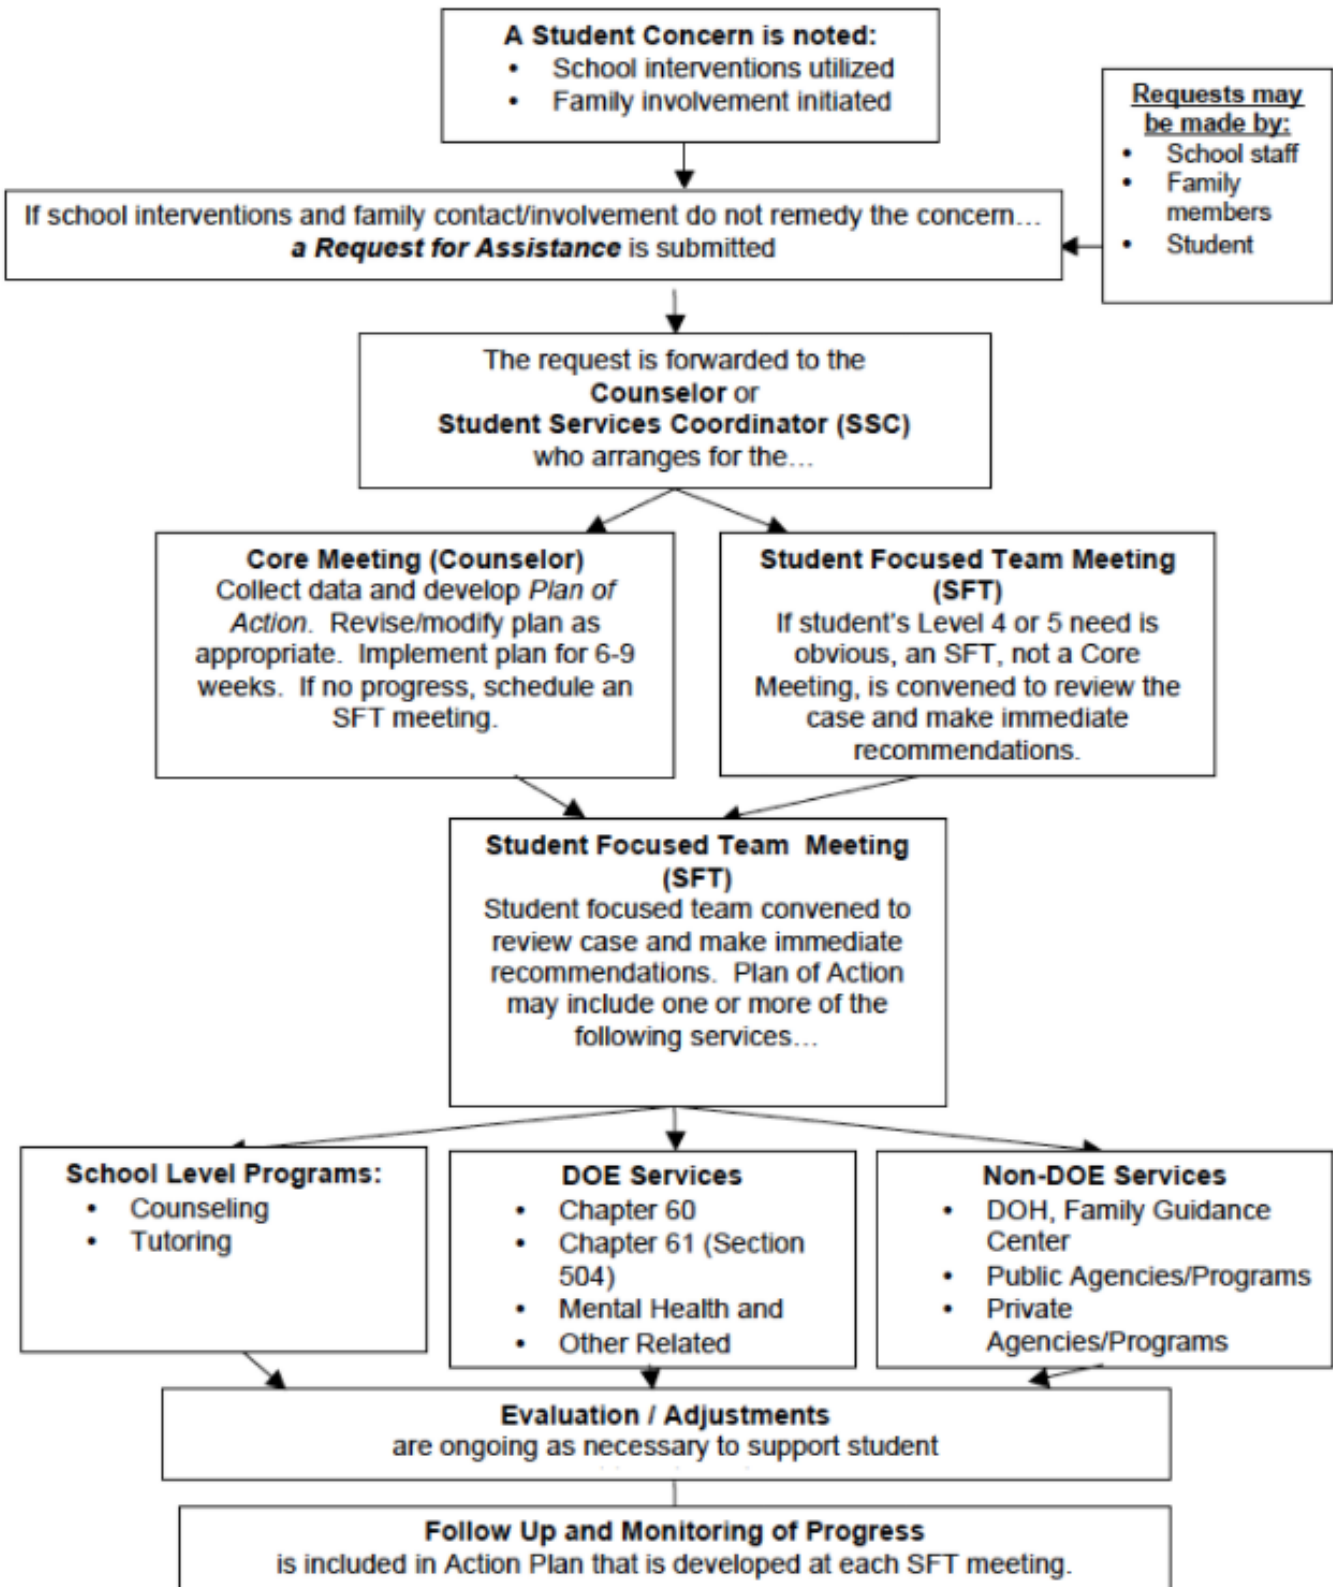 A Student Concern is noted:
• School interventions utilized
• Family involvement initiated
Requests may
be made by:
• School staff
• Family
members
• Student
If school interventions and family contact/involvement do not remedy the concern…
a Request for Assistance is submitted
The request is forwarded to the
Counselor or
Student Services Coordinator (SSC)
who arranges for the…
Core Meeting (Counselor)
Collect data and develop Plan of
Action. Revise/modify plan as
appropriate. Implement plan for 6-9
weeks. If no progress, schedule an
SFT meeting.
Student Focused Team Meeting
(SFT)
If student's Level 4 or 5 need is
obvious, an SFT, not a Core
Meeting, is convened to review the
case and make immediate
recommendations.
Student Focused Team Meeting
(SFT)
Student focused team convened to
review case and make immediate
recommendations. Plan of Action
may include one or more of the
following services…
School Level Programs:
• Counseling
• Tutoring
DOE Services
• Chapter 60
• Chapter 61 (Section
504)
• Mental Health and
• Other Related
Non-DOE Services
• DOH, Family Guidance
Center
• Public Agencies/Programs
• Private
Agencies/Programs
Evaluation / Adjustments
are ongoing as necessary to support student
Follow Up and Monitoring of Progress
is included in Action Plan that is developed at each SFT meeting.